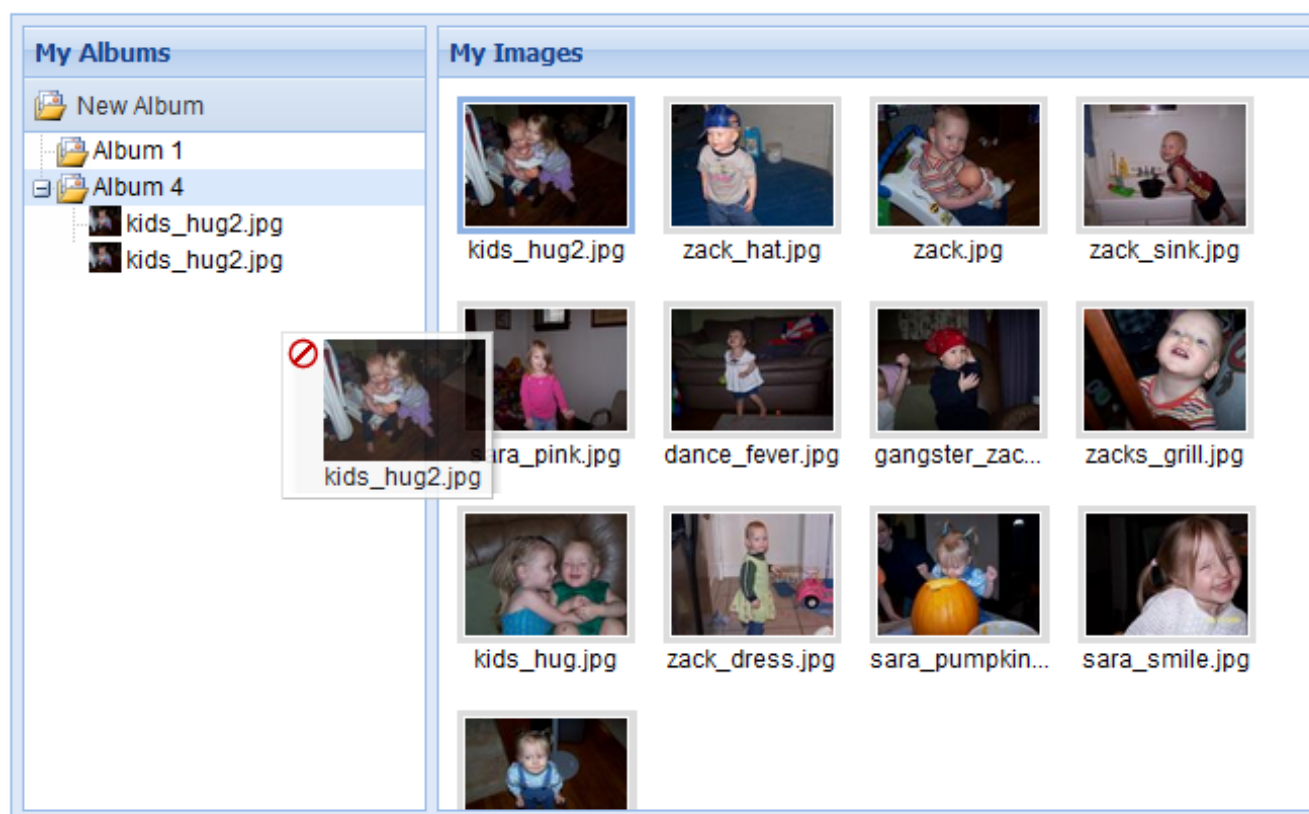 My Albums
New Album
Album 1
Album 4
kids_hug2.jpg
kids_hug2.jpg
My Images
kids_hug2.jpg zack_hat.jpg zack.jpg zack_sink.jpg
sara_pink.jpg dance_fever.jpg gangster_zac... zacks_grill.jpg
kids_hug2.jpg
kids_hug.jpg zack_dress.jpg sara_pumpkin... sara_smile.jpg